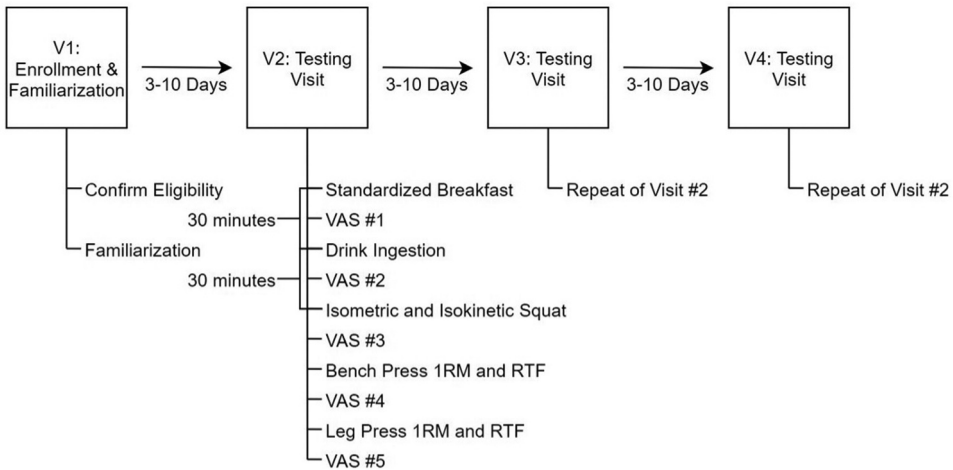 V1:
Enrollment &
Familiarization
3-10 Days
V2: Testing
Visit
3-10 Days
V3: Testing
Visit
3-10 Days
V4: Testing
Visit
Confirm Eligibility
Familiarization
Standardized Breakfast
30 minutes
VAS #1
Drink Ingestion
30 minutes
VAS #2
Isometric and Isokinetic Squat
VAS #3
Bench Press 1RM and RTF
VAS #4
Leg Press 1RM and RTF
VAS #5
Repeat of Visit #2
Repeat of Visit #2